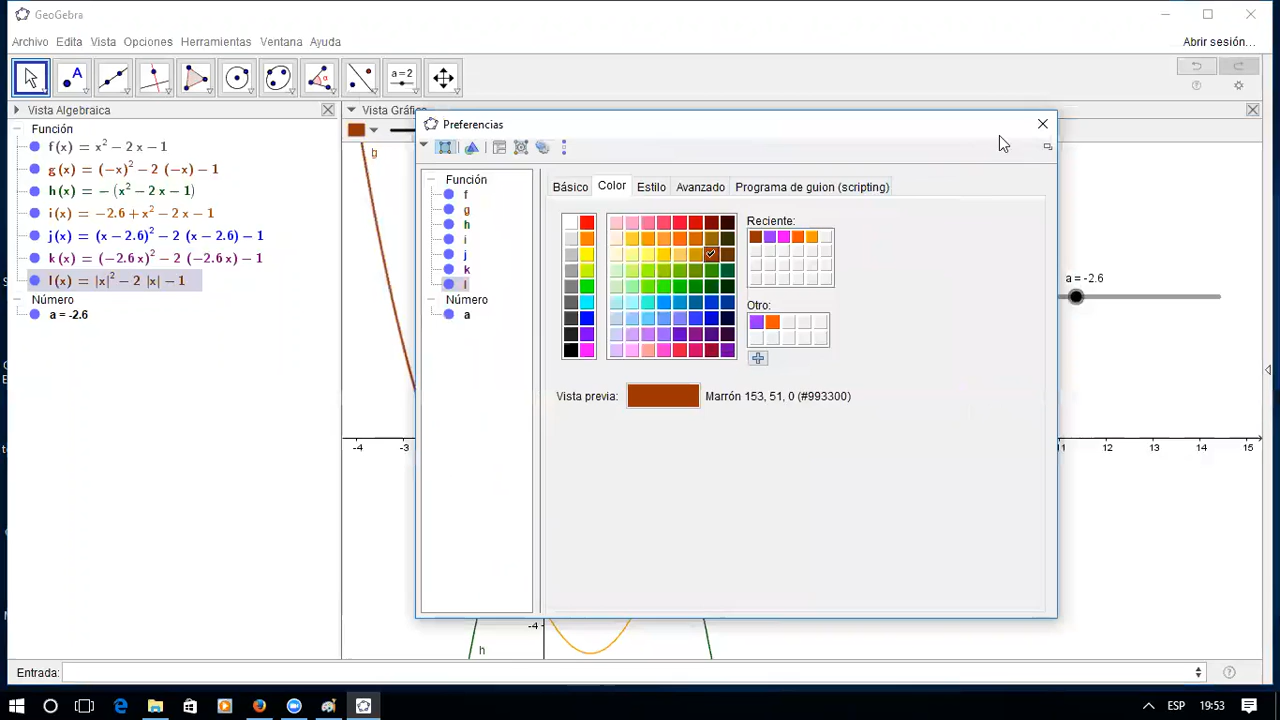 GeoGebra
Archivo Edita Vista Opciones Herramientas Ventana Ayuda
Abrir sesión...
A
a=2
Vista Algebraica
Vista Gráfic
Función
f(x) = x² − 2 x − 1
g(x) = (-x)² − 2 (-x) − 1
h(x) = − (x² − 2 x − 1)
i(x) = -2.6 + x² − 2 x − 1
j(x) = (x − 2.6)² − 2 (x − 2.6) − 1
k(x) = (-2.6 x)² − 2 (-2.6 x) − 1
l(x) = |x|² − 2 |x| − 1
Número
a = -2.6
g
Preferencias
Función
f
g
h
i
j
k
l
Número
a
Básico Color Estilo Avanzado Programa de guion (scripting)
Reciente:
Otro:
Vista previa: Marrón 153, 51, 0 (#993300)
a = -2.6
-4 -3 11 12 13 14 15
-4
h
Entrada:
ESP 19:53